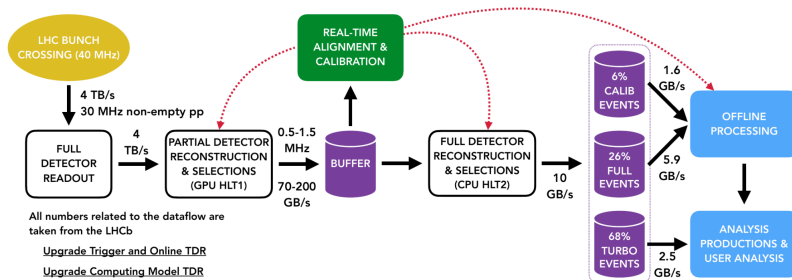 LHC BUNCH
CROSSING (40 MHz)
4 TB/s
30 MHz non-empty pp
FULL
DETECTOR
READOUT
4
TB/s
PARTIAL DETECTOR
RECONSTRUCTION
& SELECTIONS
(GPU HLT1)
0.5-1.5
MHz
70-200
GB/s
REAL-TIME
ALIGNMENT &
CALIBRATION
BUFFER
FULL DETECTOR
RECONSTRUCTION
& SELECTIONS
(CPU HLT2)
10
GB/s
6%
CALIB
EVENTS
26%
FULL
EVENTS
68%
TURBO
EVENTS
1.6
GB/s
5.9
GB/s
2.5
GB/s
OFFLINE
PROCESSING
ANALYSIS
PRODUCTIONS &
USER ANALYSIS
All numbers related to the dataflow are
taken from the LHCb
Upgrade Trigger and Online TDR
Upgrade Computing Model TDR